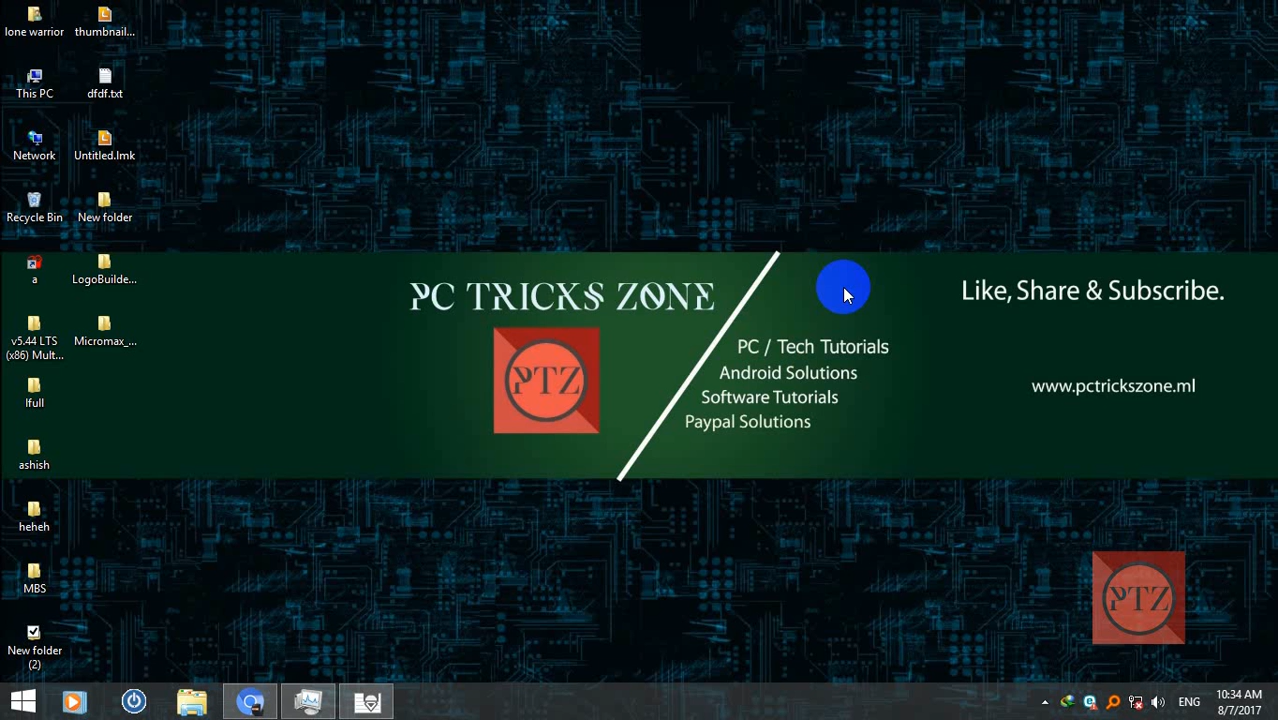 lone warrior
thumbnail...
This PC
dfdf.txt
Network
Untitled.lmk
Recycle Bin
New folder
a
LogoBuilde...
v5.44 LTS
(x86) Mult...
Micromax_...
lfull
ashish
heheh
MBS
New folder
(2)
PC TRICKS ZONE
PTZ
PC / Tech Tutorials
Android Solutions
Software Tutorials
Paypal Solutions
Like, Share & Subscribe.
www.pctrickszone.ml
PTZ
ENG
10:34 AM
8/7/2017